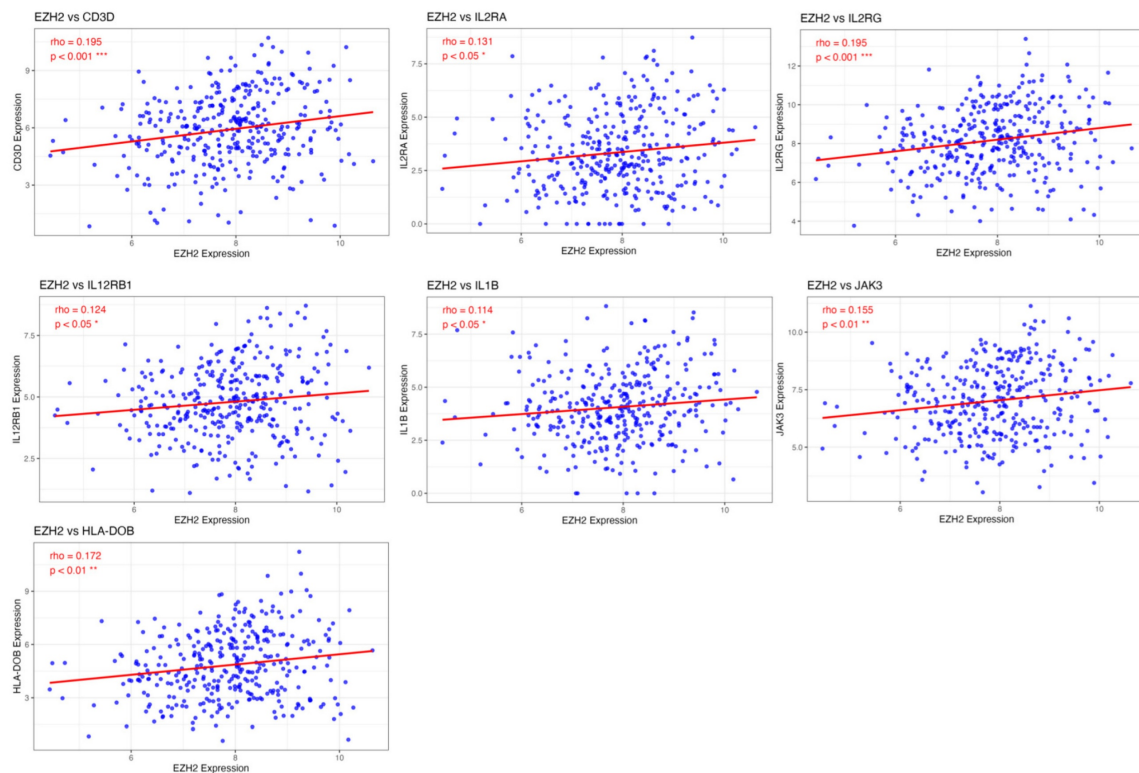 EZH2 vs CD3D
rho = 0.195
p < 0.001 ***
CD3D Expression
9
6
3
6
8
10
EZH2 Expression
EZH2 vs IL2RA
rho = 0.131
p < 0.05 *
IL2RA Expression
7.5
5.0
2.5
0.0
6
8
10
EZH2 Expression
EZH2 vs IL2RG
rho = 0.195
p < 0.001 ***
IL2RG Expression
12
10
8
6
4
6
8
10
EZH2 Expression
EZH2 vs IL12RB1
rho = 0.124
p < 0.05 *
IL12RB1 Expression
7.5
5.0
2.5
6
8
10
EZH2 Expression
EZH2 vs IL1B
rho = 0.114
p < 0.05 *
IL1B Expression
7.5
5.0
2.5
0.0
6
8
10
EZH2 Expression
EZH2 vs JAK3
rho = 0.155
p < 0.01 **
JAK3 Expression
10.0
7.5
5.0
6
8
10
EZH2 Expression
EZH2 vs HLA-DOB
rho = 0.172
p < 0.01 **
HLA-DOB Expression
9
6
3
6
8
10
EZH2 Expression